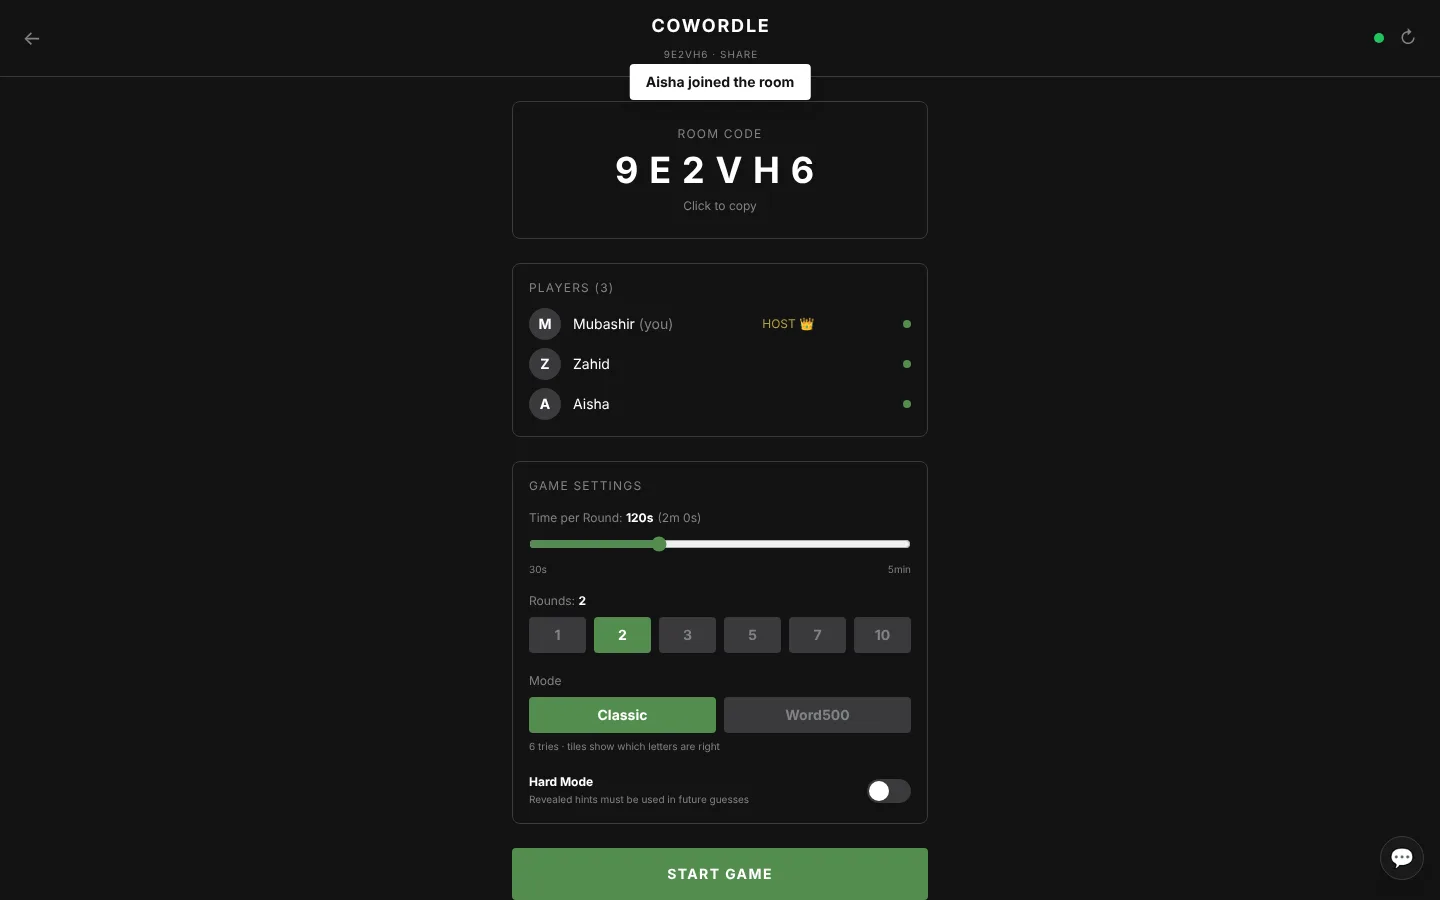 ←
COWORDLE
9E2VH6 · SHARE
Aisha joined the room
ROOM CODE
9E2VH6
Click to copy
PLAYERS (3)
M Mubashir (you) HOST 👑
Z Zahid
A Aisha
GAME SETTINGS
Time per Round: 120s (2m 0s)
30s 5min
Rounds: 2
1 2 3 5 7 10
Mode
Classic Word500
6 tries · tiles show which letters are right
Hard Mode
Revealed hints must be used in future guesses
START GAME